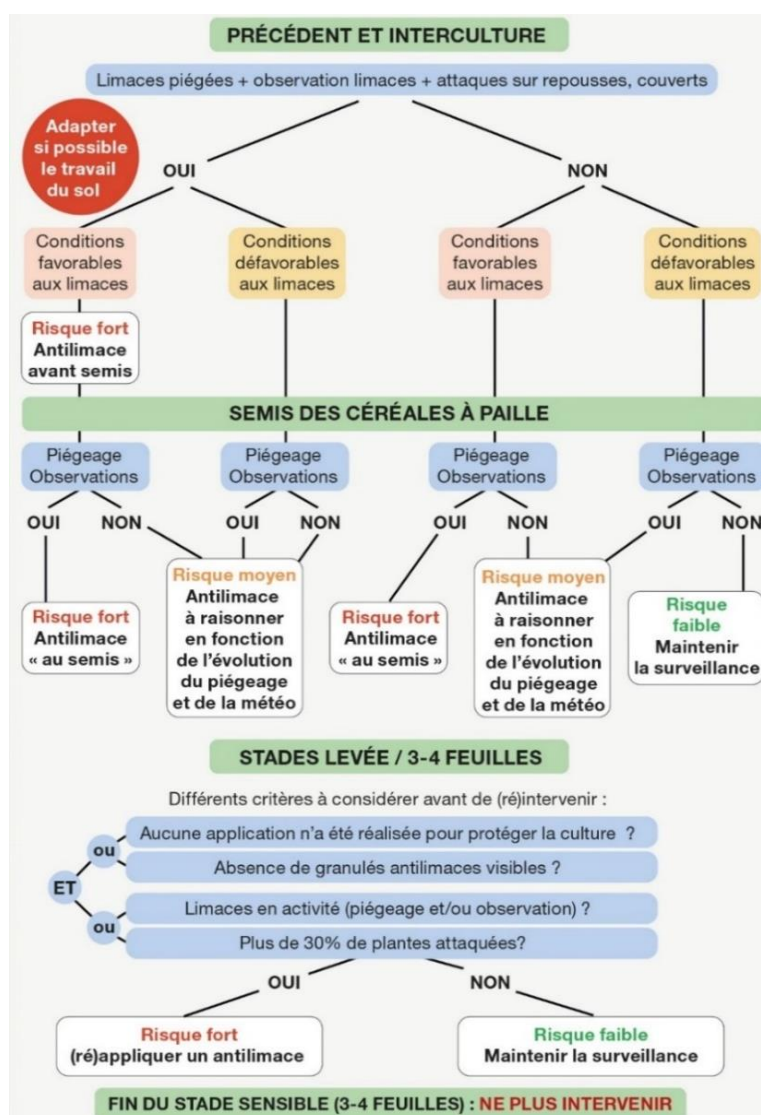 PRÉCÉDENT ET INTERCULTURE
Limaces piégées + observation limaces + attaques sur repousses, couverts
Adapter
si possible
le travail
du sol
OUI
NON
Conditions
favorables
aux limaces
Conditions
défavorables
aux limaces
Conditions
favorables
aux limaces
Conditions
défavorables
aux limaces
Risque fort
Antilimace
avant semis
SEMIS DES CÉRÉALES À PAILLE
Piégeage
Observations
Piégeage
Observations
Piégeage
Observations
Piégeage
Observations
OUI
NON
OUI
NON
OUI
NON
OUI
NON
Risque fort
Antilimace
« au semis »
Risque moyen
Antilimace
à raisonner
en fonction
de l'évolution
du piégeage
et de la météo
Risque fort
Antilimace
« au semis »
Risque moyen
Antilimace
à raisonner
en fonction
de l'évolution
du piégeage
et de la météo
Risque
faible
Maintenir
la surveillance
STADES LEVÉE / 3-4 FEUILLES
Différents critères à considérer avant de (ré)intervenir :
Aucune application n'a été réalisée pour protéger la culture ?
ou
Absence de granulés antilimaces visibles ?
ET
Limaces en activité (piégeage et/ou observation) ?
ou
Plus de 30% de plantes attaquées?
OUI
NON
Risque fort
(ré)appliquer un antilimace
Risque faible
Maintenir la surveillance
FIN DU STADE SENSIBLE (3-4 FEUILLES) : NE PLUS INTERVENIR